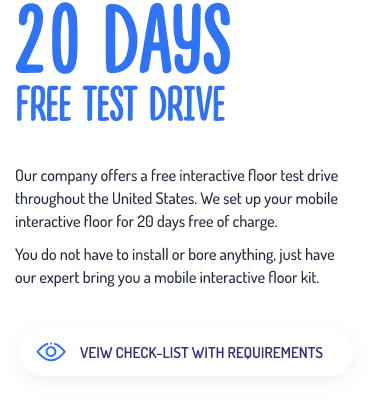 20 DAYS
FREE TEST DRIVE
Our company offers a free interactive floor test drive
throughout the United States. We set up your mobile
interactive floor for 20 days free of charge.
You do not have to install or bore anything, just have
our expert bring you a mobile interactive floor kit.
VEIW CHECK-LIST WITH REQUIREMENTS